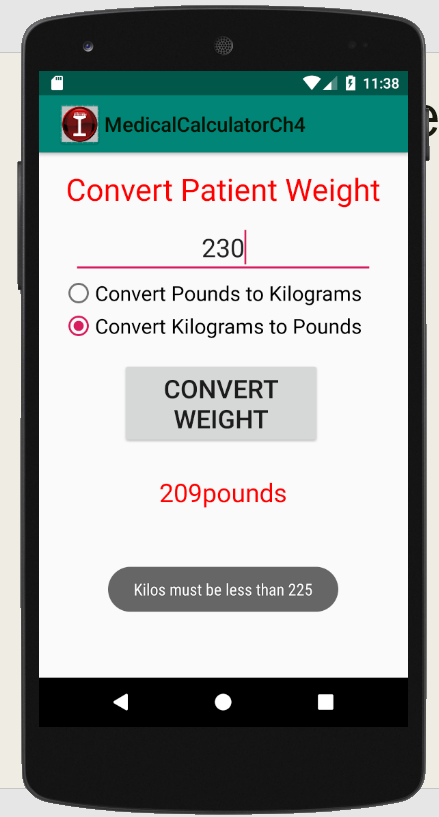 11:38
MedicalCalculatorCh4
Convert Patient Weight
230
Convert Pounds to Kilograms
Convert Kilograms to Pounds
CONVERT
WEIGHT
209pounds
Kilos must be less than 225